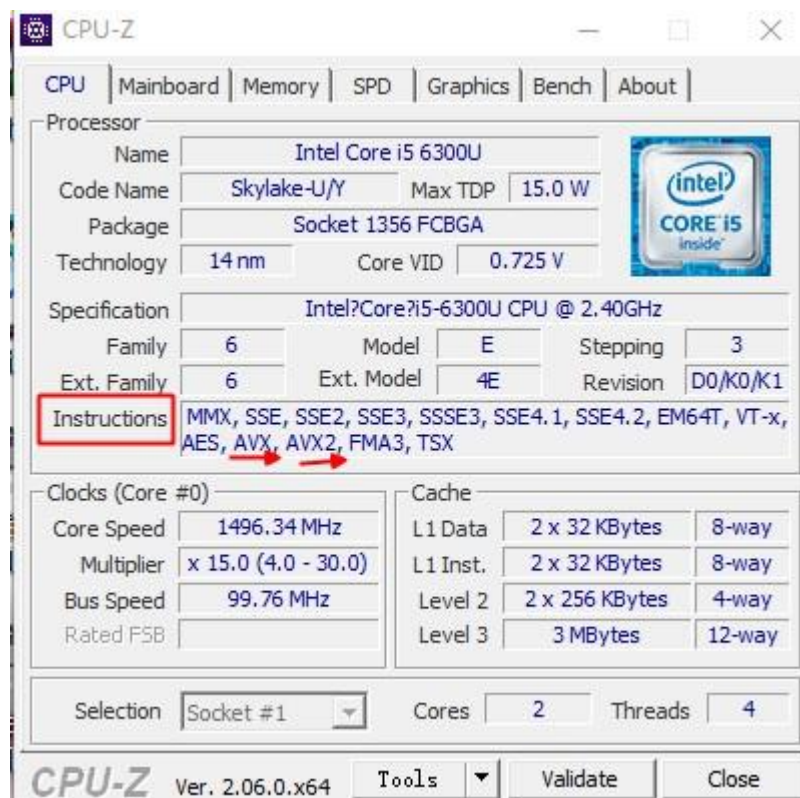 CPU-Z
CPU Mainboard Memory SPD Graphics Bench About
Processor
Name Intel Core i5 6300U
Code Name Skylake-U/Y Max TDP 15.0 W
Package Socket 1356 FCBGA
Technology 14 nm Core VID 0.725 V
intel
CORE i5
inside
Specification Intel?Core?i5-6300U CPU @ 2.40GHz
Family 6 Model E Stepping 3
Ext. Family 6 Ext. Model 4E Revision D0/K0/K1
Instructions MMX, SSE, SSE2, SSE3, SSSE3, SSE4.1, SSE4.2, EM64T, VT-x,
AES, AVX, AVX2, FMA3, TSX
Clocks (Core #0) Cache
Core Speed 1496.34 MHz L1 Data 2 x 32 KBytes 8-way
Multiplier x 15.0 (4.0 - 30.0) L1 Inst. 2 x 32 KBytes 8-way
Bus Speed 99.76 MHz Level 2 2 x 256 KBytes 4-way
Rated FSB Level 3 3 MBytes 12-way
Selection Socket #1 Cores 2 Threads 4
CPU-Z Ver. 2.06.0.x64 Tools Validate Close